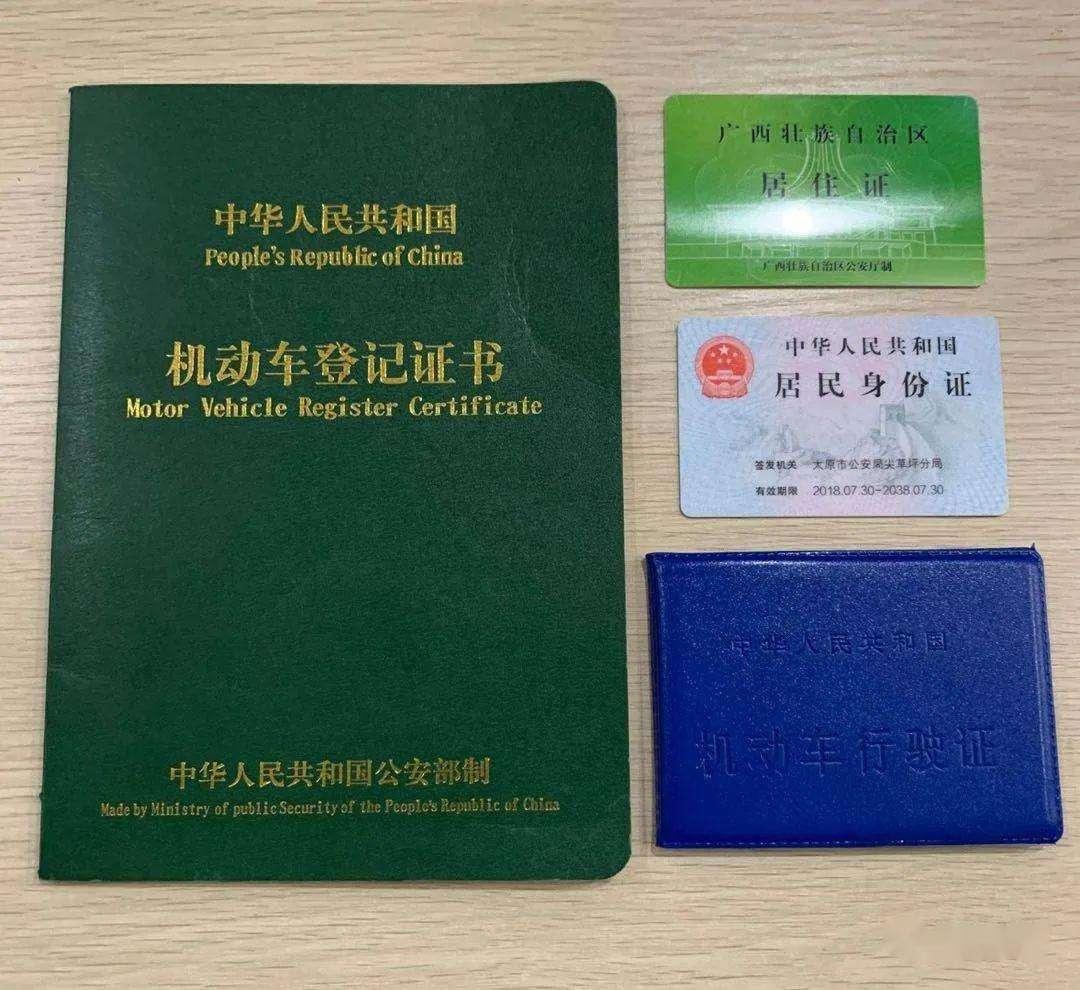 中华人民共和国
People's Republic of China
机动车登记证书
Motor Vehicle Register Certificate
中华人民共和国公安部制
Made by Ministry of public Security of the People's Republic of China
广西壮族自治区
居住证
广西壮族自治区公安厅制
中华人民共和国
居民身份证
签发机关 太原市公安局尖草坪分局
有效期限 2018.07.30-2038.07.30
中华人民共和国
机动车行驶证